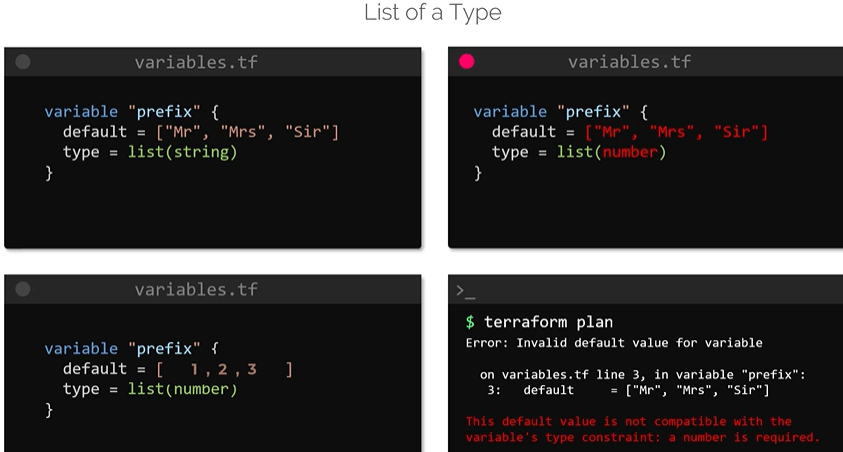 List of a Type
variables.tf
variable "prefix" {
default = ["Mr", "Mrs", "Sir"]
type = list(string)
}
variables.tf
variable "prefix" {
default = ["Mr", "Mrs", "Sir"]
type = list(number)
}
variables.tf
variable "prefix" {
default = [ 1 , 2 , 3 ]
type = list(number)
}
>_
$ terraform plan
Error: Invalid default value for variable
on variables.tf line 3, in variable "prefix":
3: default = ["Mr", "Mrs", "Sir"]
This default value is not compatible with the
variable's type constraint: a number is required.